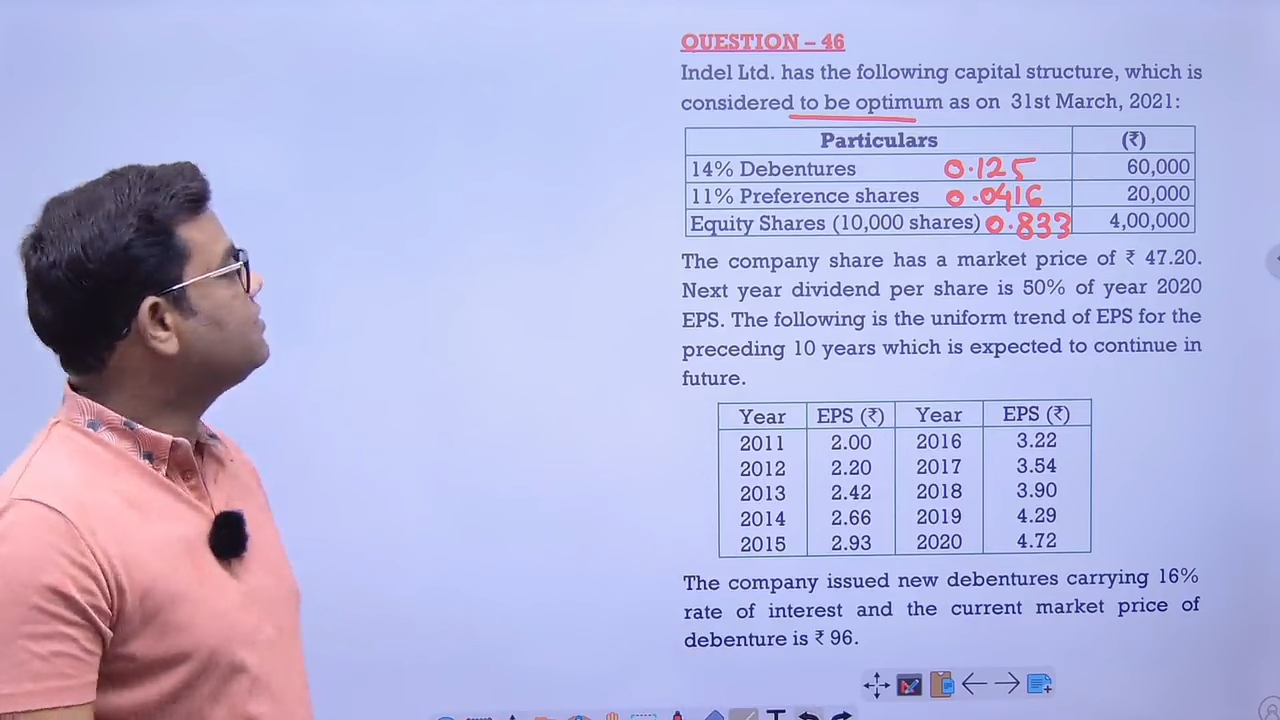 QUESTION – 46
Indel Ltd. has the following capital structure, which is
considered to be optimum as on 31st March, 2021:
Particulars (₹)
14% Debentures 0.125 60,000
11% Preference shares 0.0416 20,000
Equity Shares (10,000 shares) 0.833 4,00,000
The company share has a market price of ₹ 47.20.
Next year dividend per share is 50% of year 2020
EPS. The following is the uniform trend of EPS for the
preceding 10 years which is expected to continue in
future.
Year EPS (₹) Year EPS (₹)
2011 2.00 2016 3.22
2012 2.20 2017 3.54
2013 2.42 2018 3.90
2014 2.66 2019 4.29
2015 2.93 2020 4.72
The company issued new debentures carrying 16%
rate of interest and the current market price of
debenture is ₹ 96.